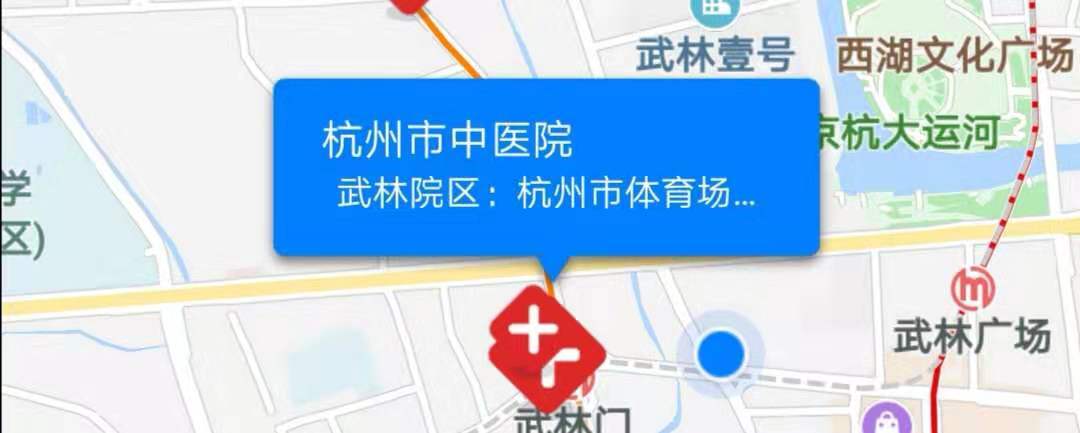 武林壹号
西湖文化广场
杭州市中医院
京杭大运河
武林院区：杭州市体育场...
学
区)
武林广场
武林门